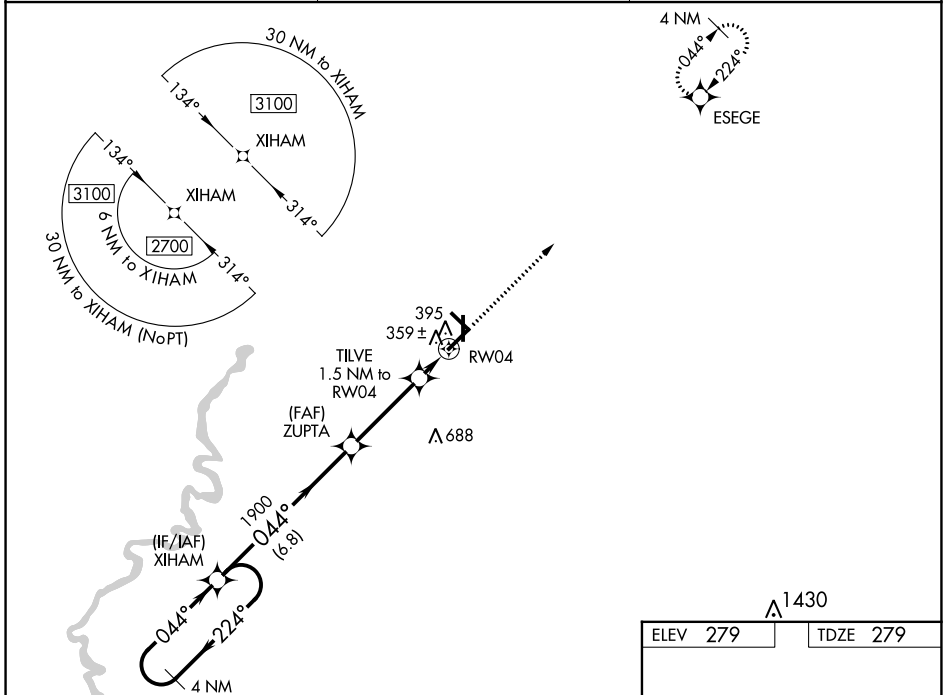 4 NM
044°
224°
ESEGE
30 NM to XIHAM
134°
3100
XIHAM
314°
134°
3100
XIHAM
6 NM to XIHAM
2700
314°
30 NM to XIHAM (NoPT)
395
359 ±
RW04
TILVE
1.5 NM to
RW04
(FAF)
ZUPTA
688
1900
044°
(6.8)
(IF/IAF)
XIHAM
044°
224°
4 NM
1430
ELEV 279 TDZE 279